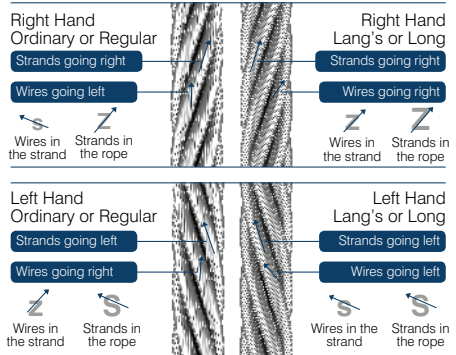 Right Hand
Ordinary or Regular
Strands going right
Wires going left
s
Z
Wires in
the strand
Strands in
the rope
Right Hand
Lang's or Long
Strands going right
Wires going right
z
Z
Wires in
the strand
Strands in
the rope
Left Hand
Ordinary or Regular
Strands going left
Wires going right
z
S
Wires in
the strand
Strands in
the rope
Left Hand
Lang's or Long
Strands going left
Wires going left
s
S
Wires in the
strand
Strands in
the rope